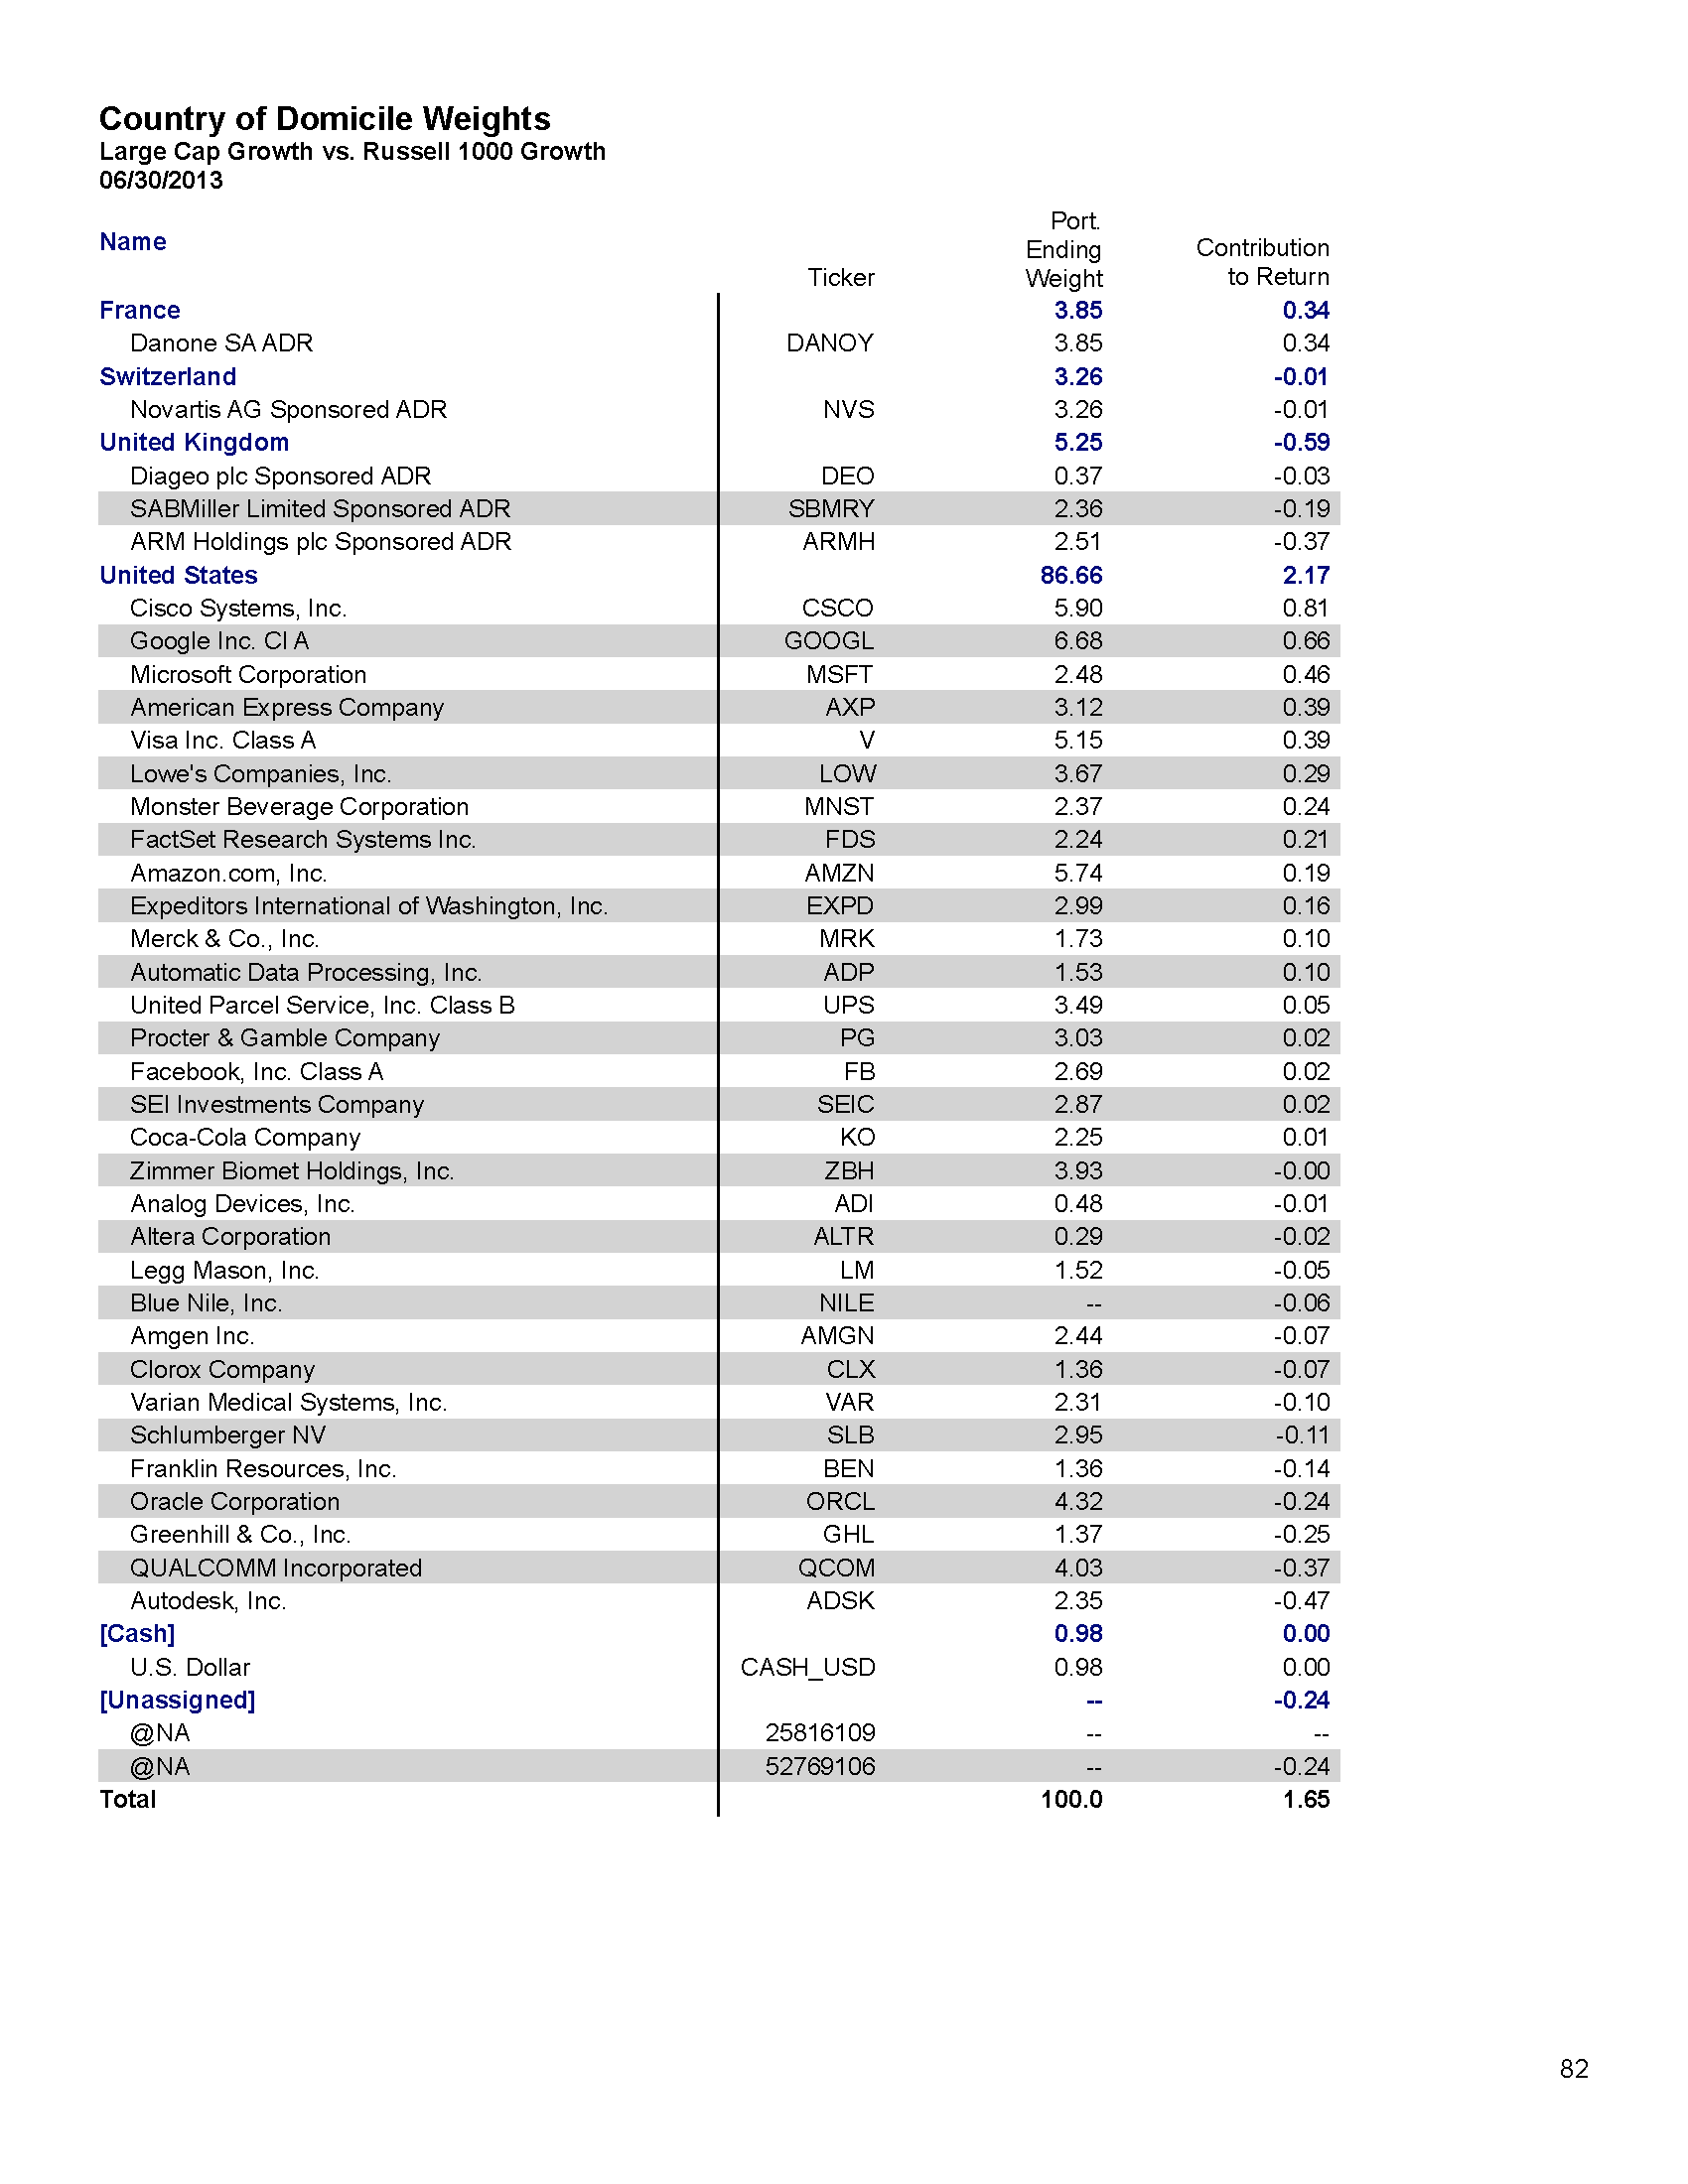 Country of Domicile Weights
Large Cap Growth vs. Russell 1000 Growth
06/30/2013
Name Ticker Port. Ending Weight Contribution to Return
France 3.85 0.34
Danone SA ADR DANOY 3.85 0.34
Switzerland 3.26 -0.01
Novartis AG Sponsored ADR NVS 3.26 -0.01
United Kingdom 5.25 -0.59
Diageo plc Sponsored ADR DEO 0.37 -0.03
SABMiller Limited Sponsored ADR SBMRY 2.36 -0.19
ARM Holdings plc Sponsored ADR ARMH 2.51 -0.37
United States 86.66 2.17
Cisco Systems, Inc. CSCO 5.90 0.81
Google Inc. Cl A GOOGL 6.68 0.66
Microsoft Corporation MSFT 2.48 0.46
American Express Company AXP 3.12 0.39
Visa Inc. Class A V 5.15 0.39
Lowe's Companies, Inc. LOW 3.67 0.29
Monster Beverage Corporation MNST 2.37 0.24
FactSet Research Systems Inc. FDS 2.24 0.21
Amazon.com, Inc. AMZN 5.74 0.19
Expeditors International of Washington, Inc. EXPD 2.99 0.16
Merck & Co., Inc. MRK 1.73 0.10
Automatic Data Processing, Inc. ADP 1.53 0.10
United Parcel Service, Inc. Class B UPS 3.49 0.05
Procter & Gamble Company PG 3.03 0.02
Facebook, Inc. Class A FB 2.69 0.02
SEI Investments Company SEIC 2.87 0.02
Coca-Cola Company KO 2.25 0.01
Zimmer Biomet Holdings, Inc. ZBH 3.93 -0.00
Analog Devices, Inc. ADI 0.48 -0.01
Altera Corporation ALTR 0.29 -0.02
Legg Mason, Inc. LM 1.52 -0.05
Blue Nile, Inc. NILE -- -0.06
Amgen Inc. AMGN 2.44 -0.07
Clorox Company CLX 1.36 -0.07
Varian Medical Systems, Inc. VAR 2.31 -0.10
Schlumberger NV SLB 2.95 -0.11
Franklin Resources, Inc. BEN 1.36 -0.14
Oracle Corporation ORCL 4.32 -0.24
Greenhill & Co., Inc. GHL 1.37 -0.25
QUALCOMM Incorporated QCOM 4.03 -0.37
Autodesk, Inc. ADSK 2.35 -0.47
[Cash] 0.98 0.00
U.S. Dollar CASH_USD 0.98 0.00
[Unassigned] -- -0.24
@NA 25816109 -- --
@NA 52769106 -- -0.24
Total 100.0 1.65
82